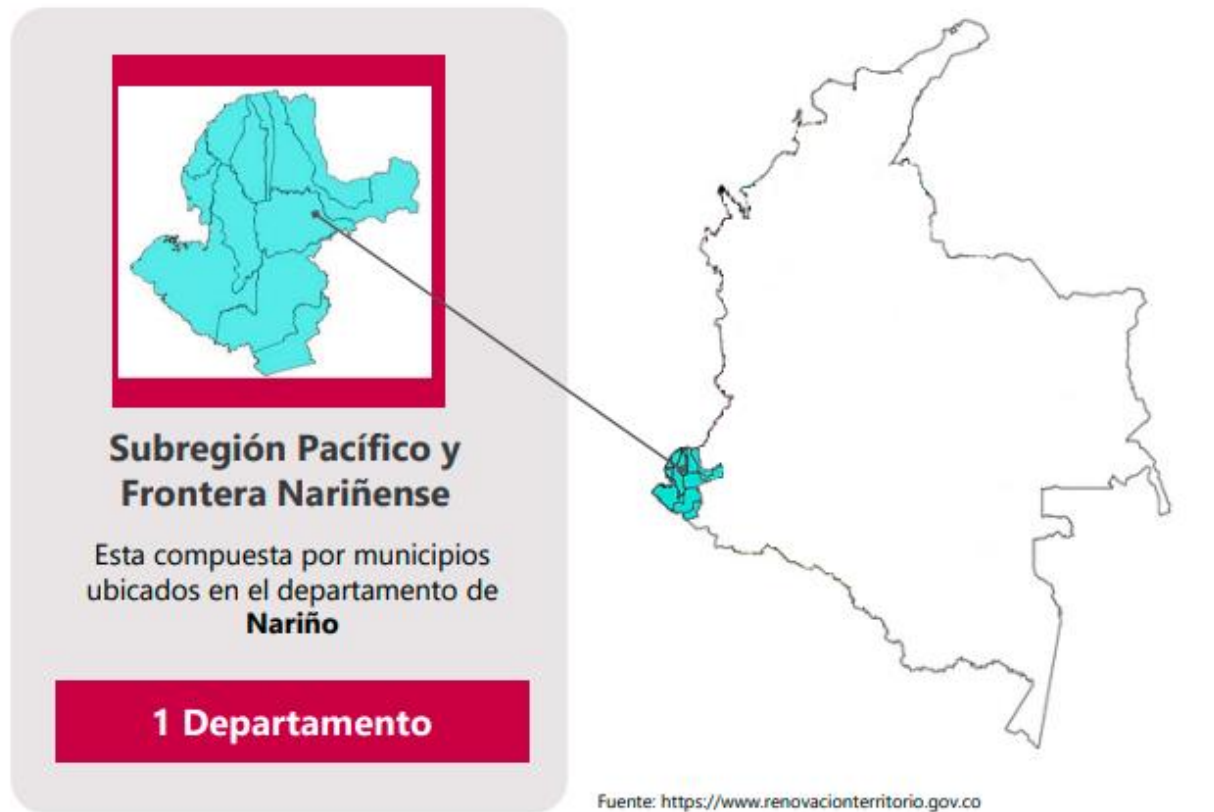 Subregión Pacífico y
Frontera Nariñense
Esta compuesta por municipios
ubicados en el departamento de
Nariño
1 Departamento
Fuente: https://www.renovacionterritorio.gov.co